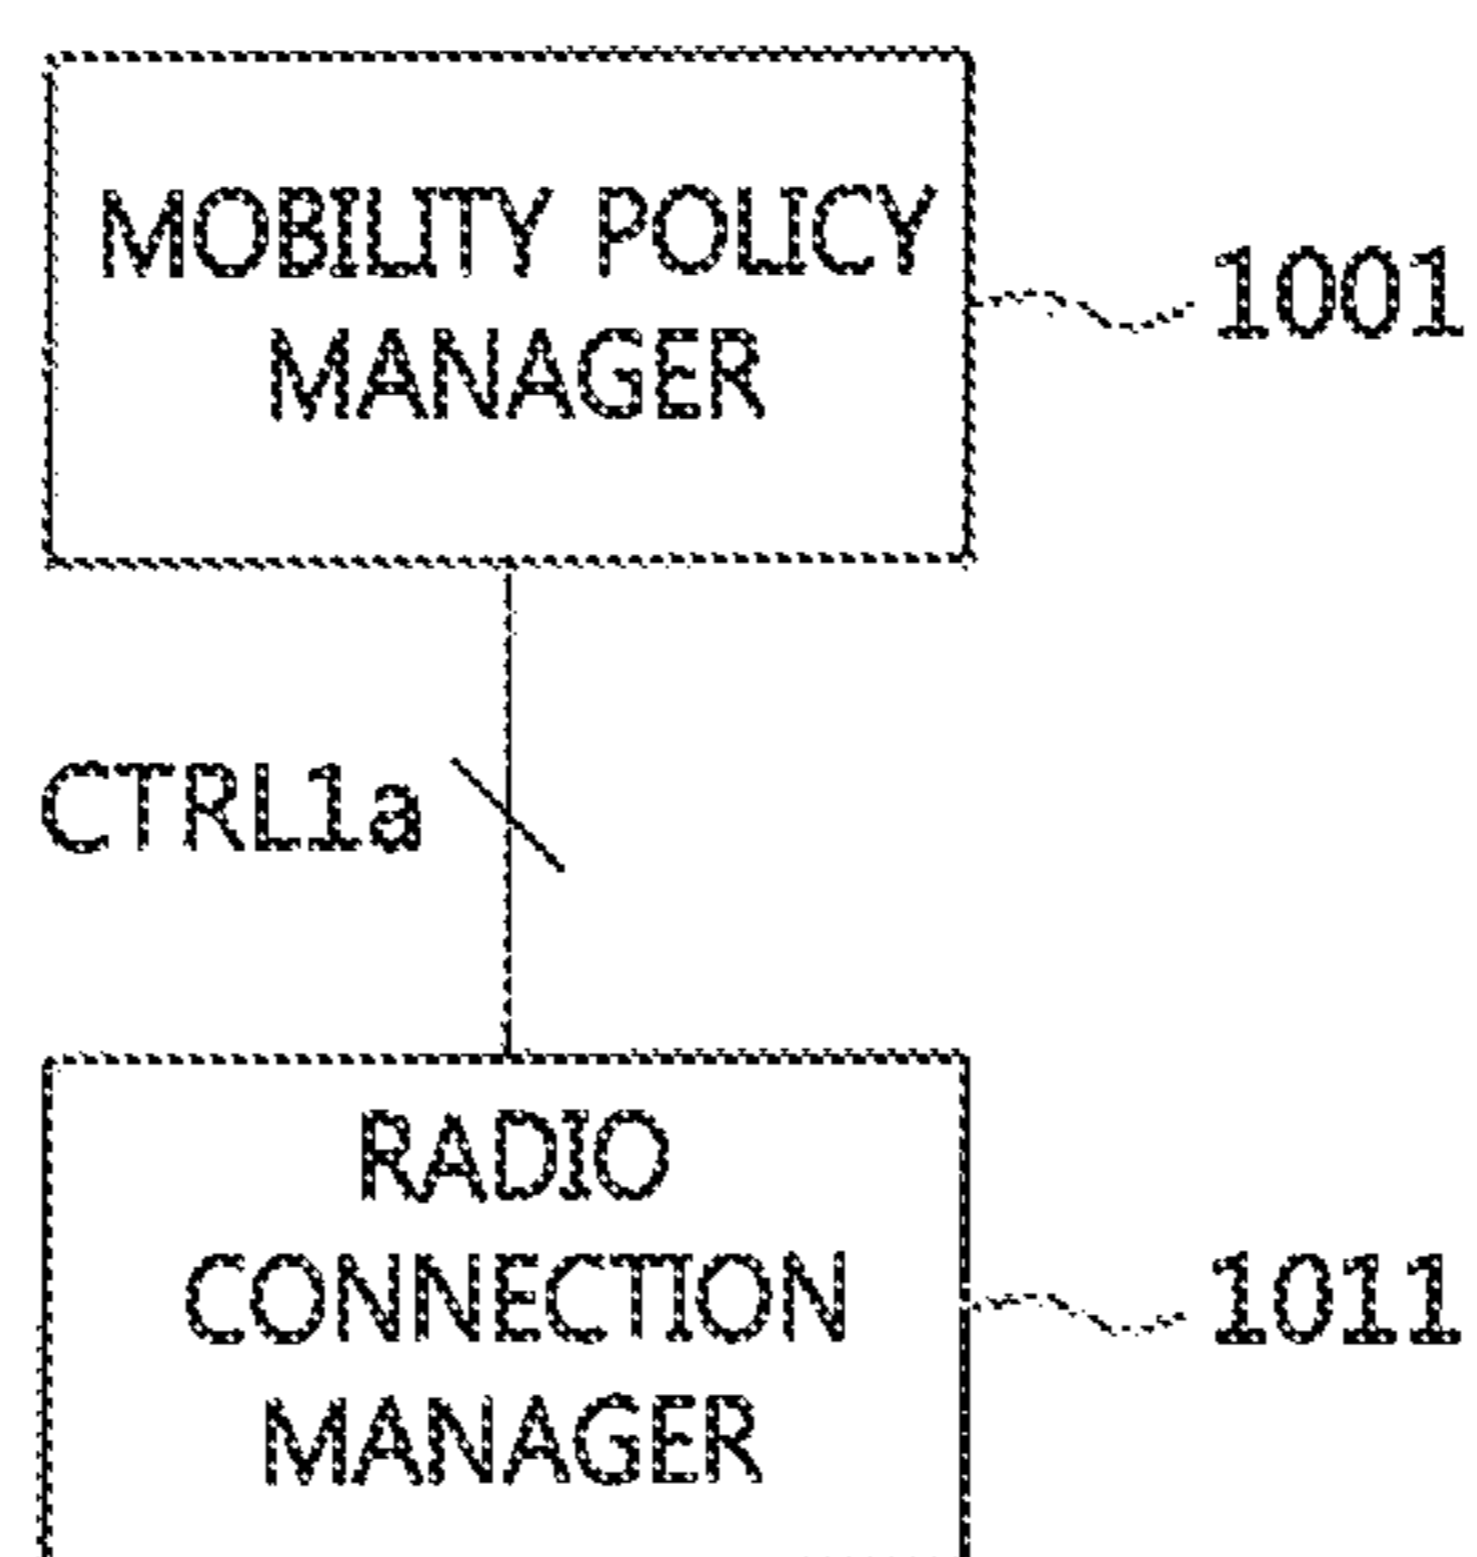 MOBILITY POLICY
MANAGER
1001
CTRL1a
RADIO
CONNECTION
MANAGER
1011